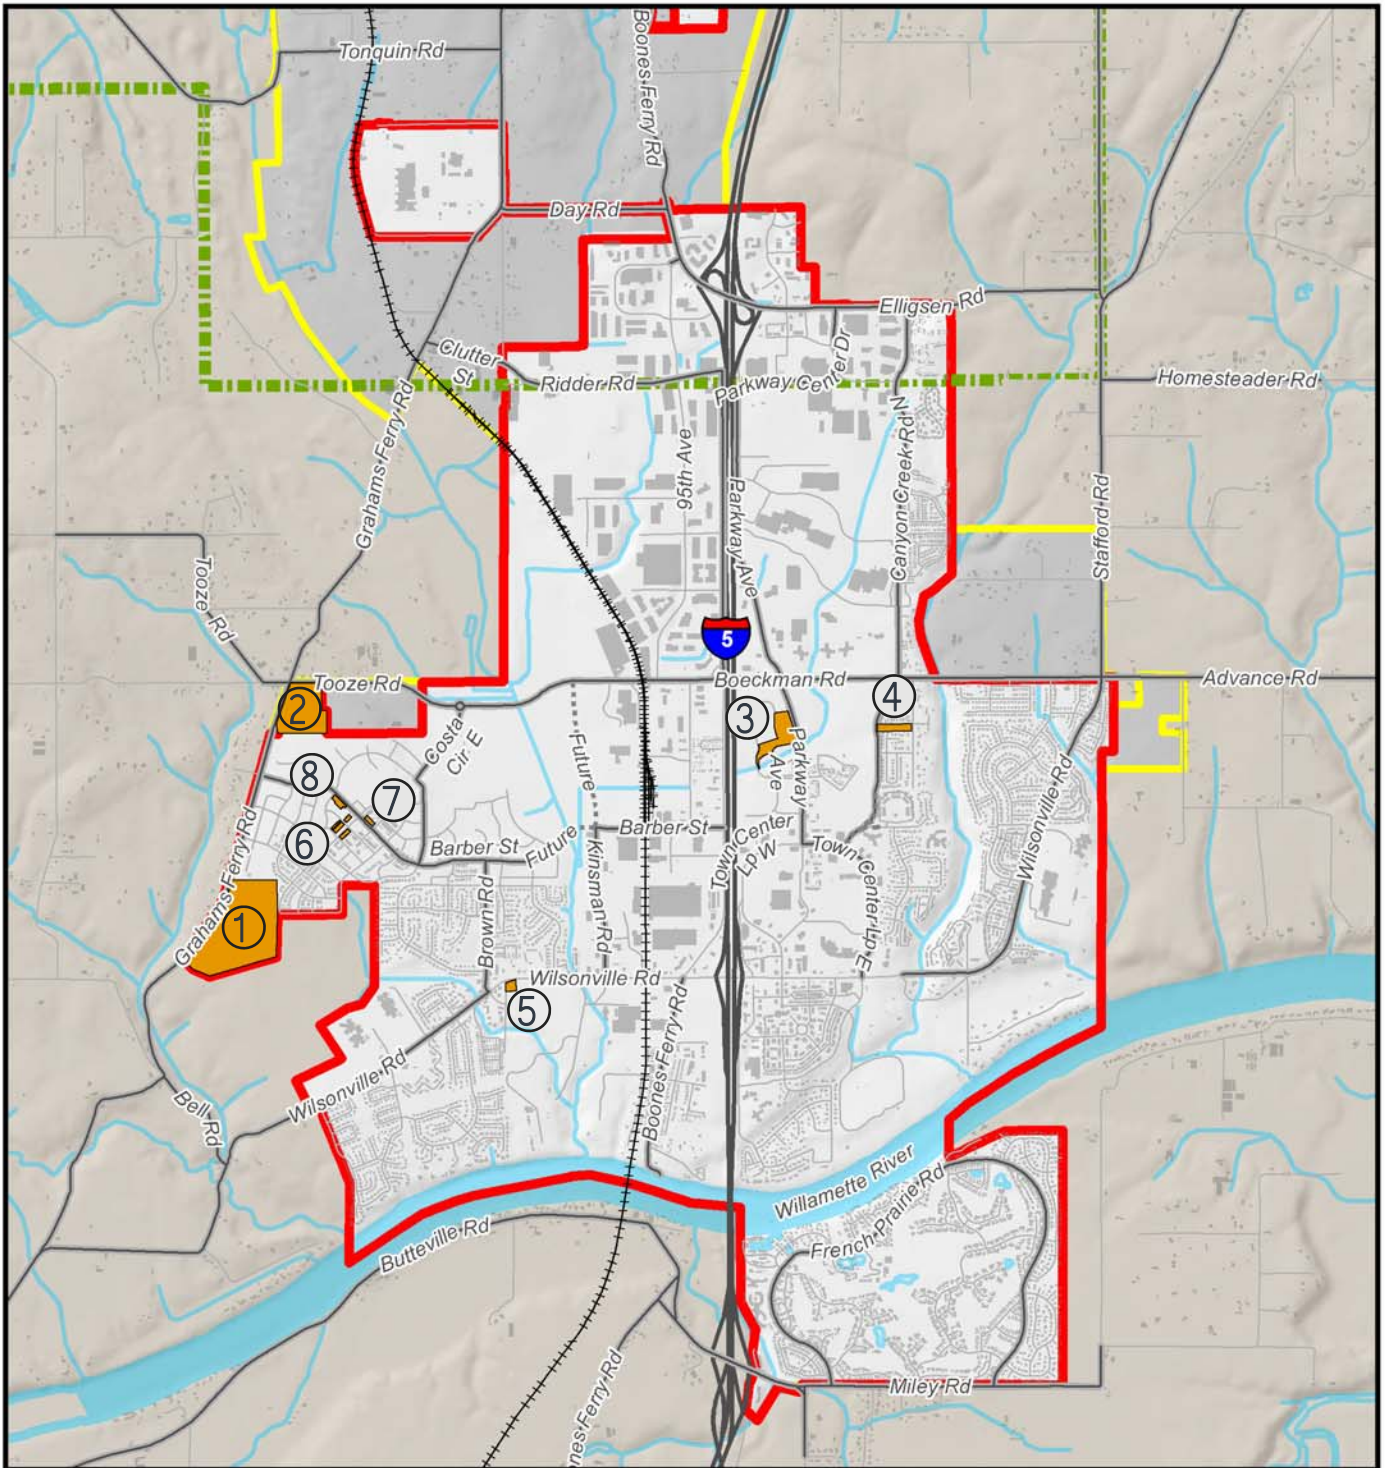 Tonquin Rd
Boones Ferry Rd
Day Rd
Elligsen Rd
Clutter
St
Ridder Rd
Parkway Center Dr
Homesteader Rd
Grahams Ferry Rd
95th Ave
Parkway Ave
N
Canyon Creek Rd
Stafford Rd
Tooze Rd
5
Tooze Rd
Boeckman Rd
Advance Rd
2
3
4
Costa
Cir E
Future
Parkway
Ave
8
7
6
Wilsonville Rd
Grahams Ferry Rd
Barber St
Future
Barber St
Town Center
Lp W
Town Center Lp E
Kinsman Rd
Brown Rd
1
Wilsonville Rd
5
Boones Ferry Rd
Wilsonville Rd
Bell Rd
Willamette River
French Prairie Rd
Butteville Rd
nes Ferry Rd
Miley Rd